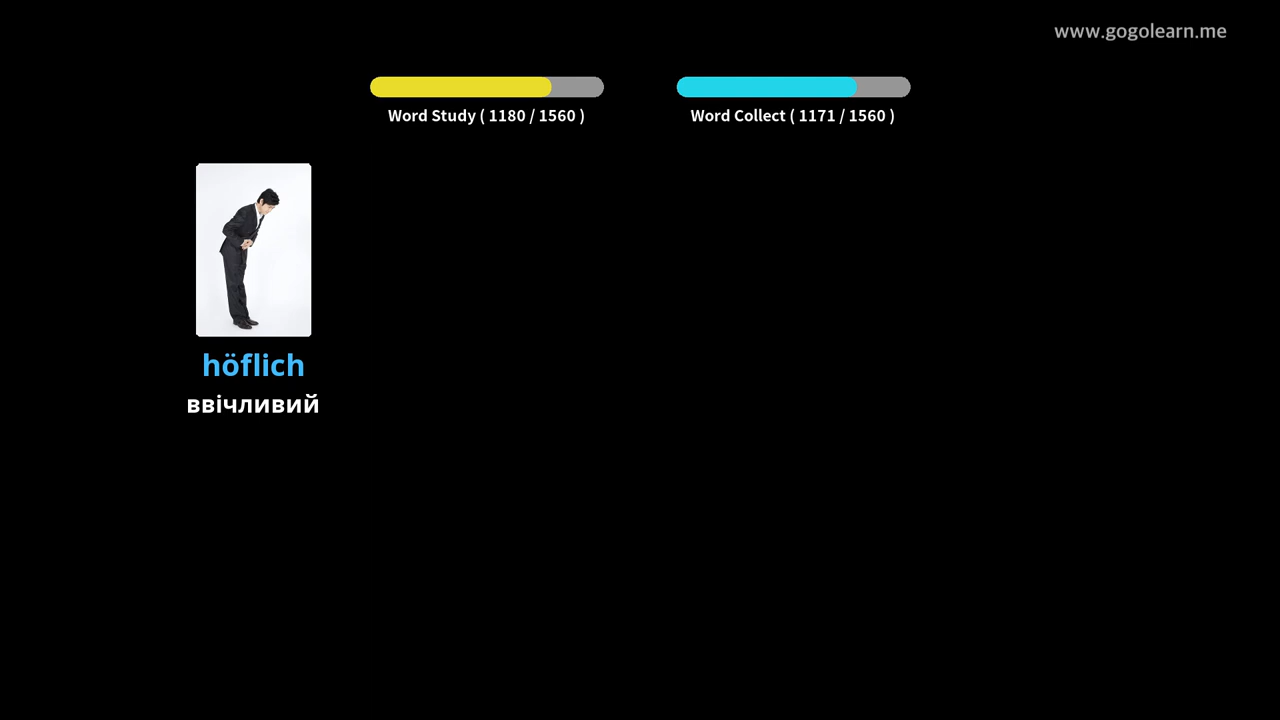 www.gogolearn.me
Word Study ( 1180 / 1560 )
Word Collect ( 1171 / 1560 )
höflich
ввічливий